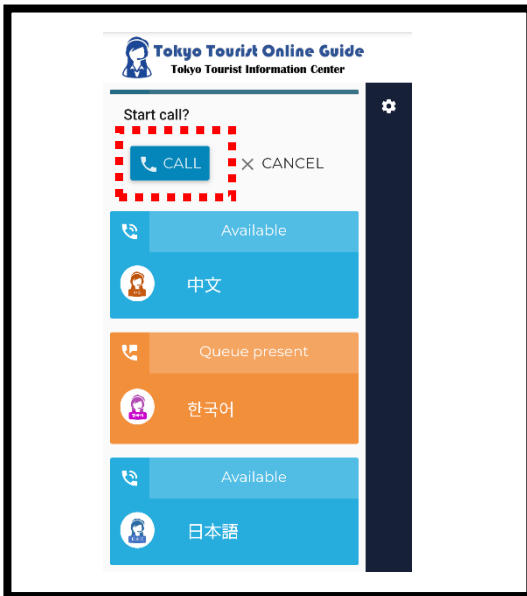 Tokyo Tourist Online Guide
Tokyo Tourist Information Center
Start call?
CALL
CANCEL
Available
中文
Queue present
한국어
Available
日本語